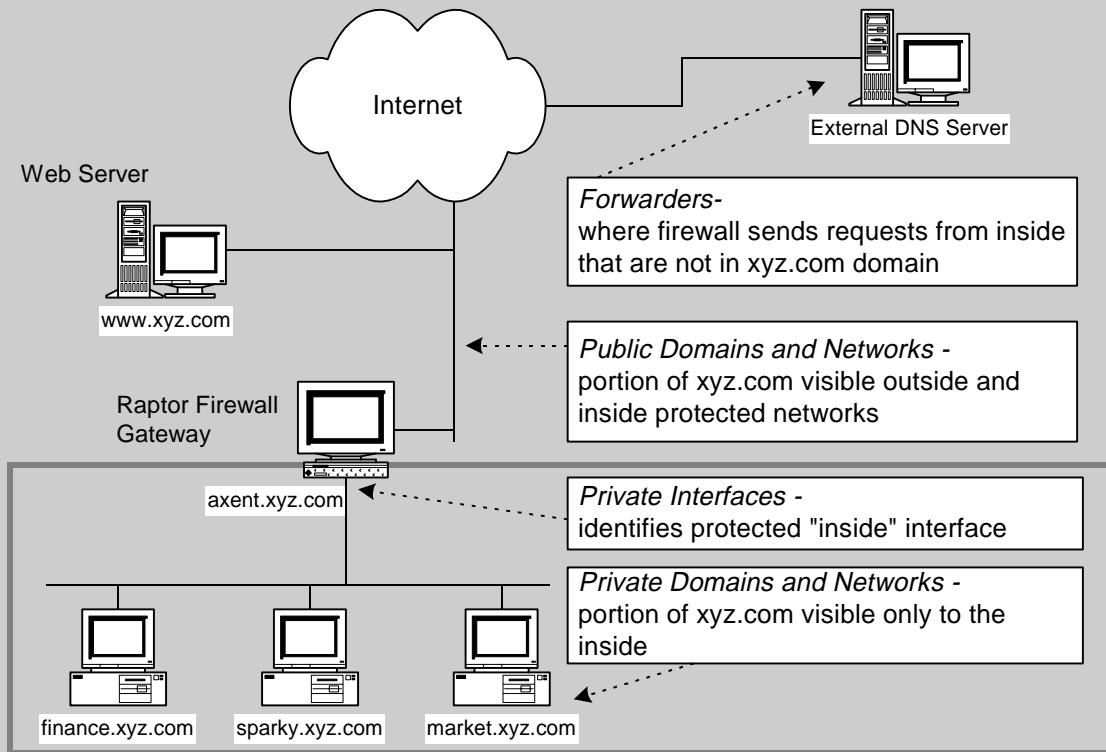 Internet
External DNS Server
Web Server
www.xyz.com
Forwarders-
where firewall sends requests from inside
that are not in xyz.com domain
Public Domains and Networks -
portion of xyz.com visible outside and
inside protected networks
Raptor Firewall
Gateway
axent.xyz.com
Private Interfaces -
identifies protected "inside" interface
Private Domains and Networks -
portion of xyz.com visible only to the
inside
finance.xyz.com
sparky.xyz.com
market.xyz.com